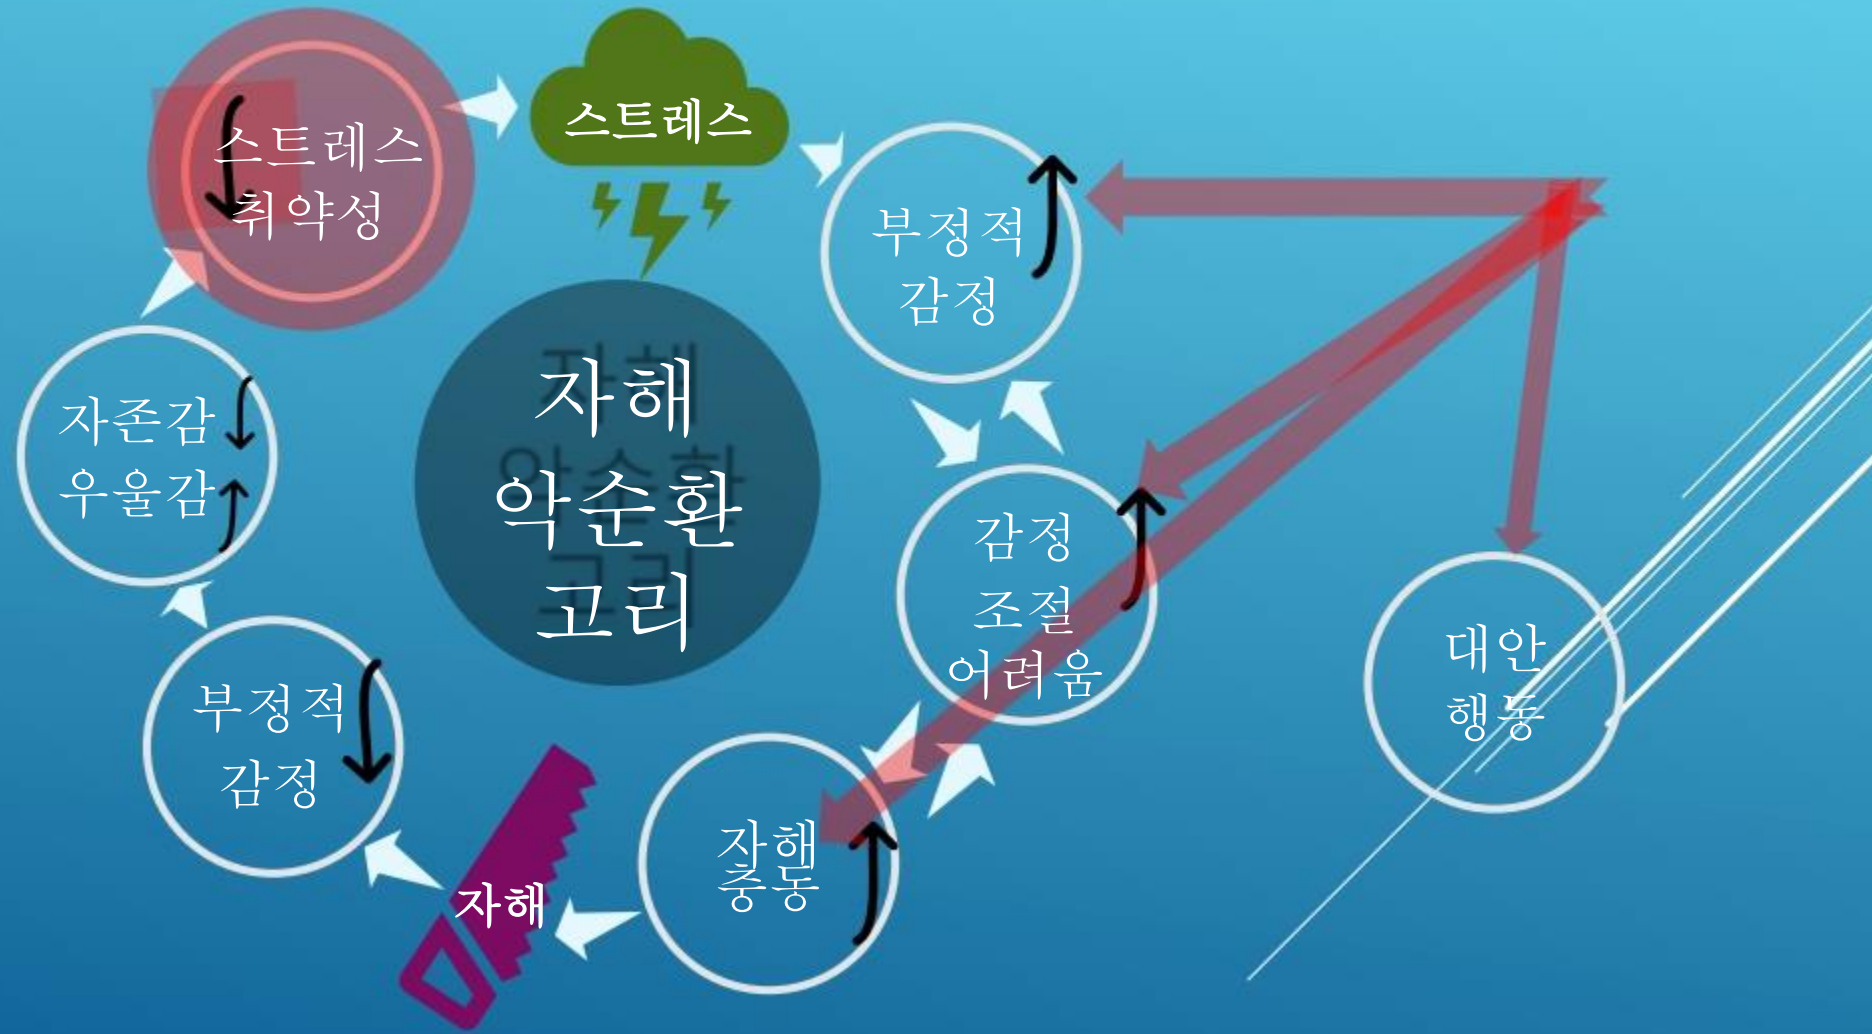 스트레스
취약성
스트레스
부정적
감정
감정
조절
어려움
자해
충동
자해
부정적
감정
자존감
우울감
자해
악순환
고리
대안
행동